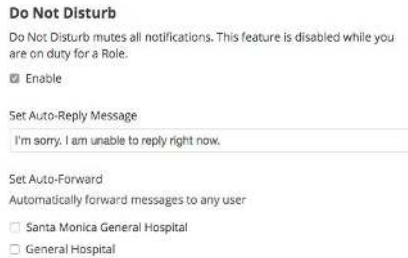 Do Not Disturb
Do Not Disturb mutes all notifications. This feature is disabled while you
are on duty for a Role.
Enable
Set Auto-Reply Message
I'm sorry. I am unable to reply right now.
Set Auto-Forward
Automatically forward messages to any user
Santa Monica General Hospital
General Hospital